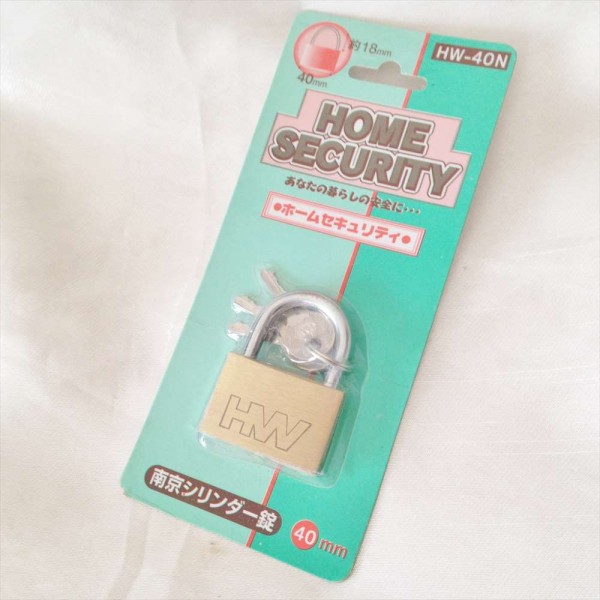 約18mm
HW-40N
40mm
HOME
SECURITY
あなたの暮らしの安全に・・・
●ホームセキュリティ●
HW
南京シリンダー錠
40mm